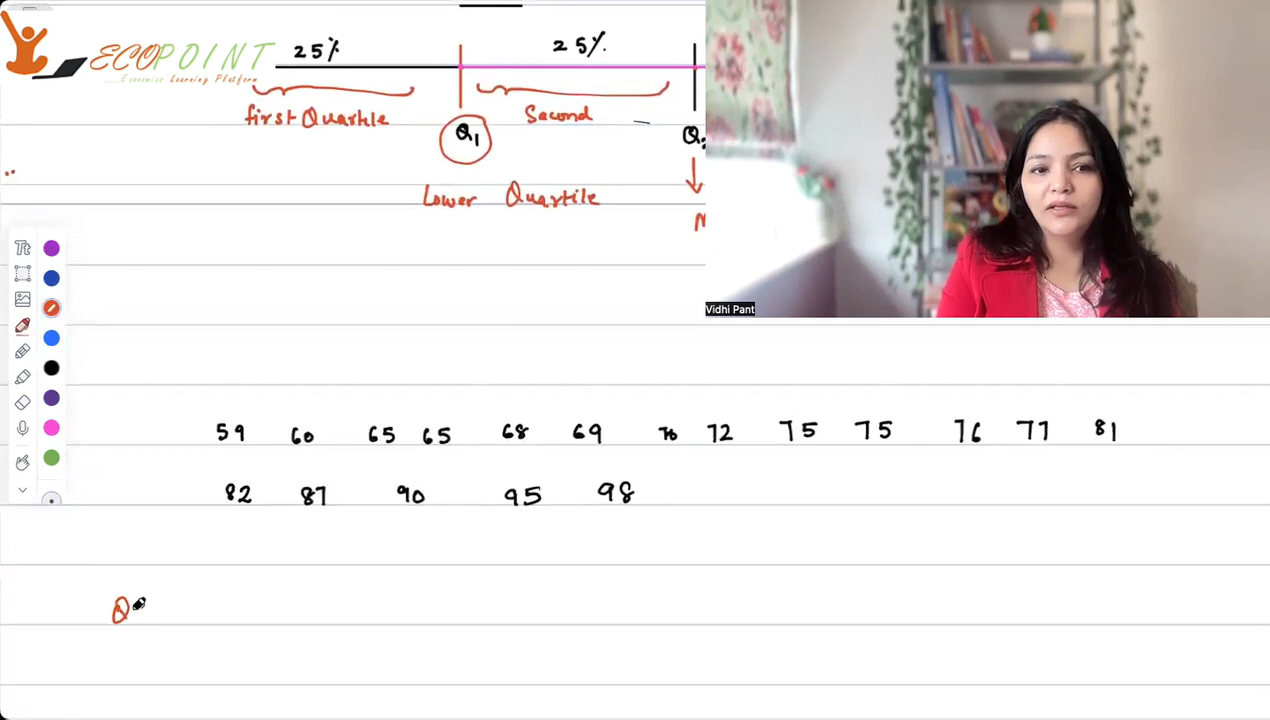 25% 25%.
ECOPOINT
.....Economics Learning Platform
first Quartile Second
Q1 Q
Lower Quartile
Vidhi Pant
Tt
59 60 65 65 68 69 70 72 75 75 76 77 81
82 87 90 95 98
Q